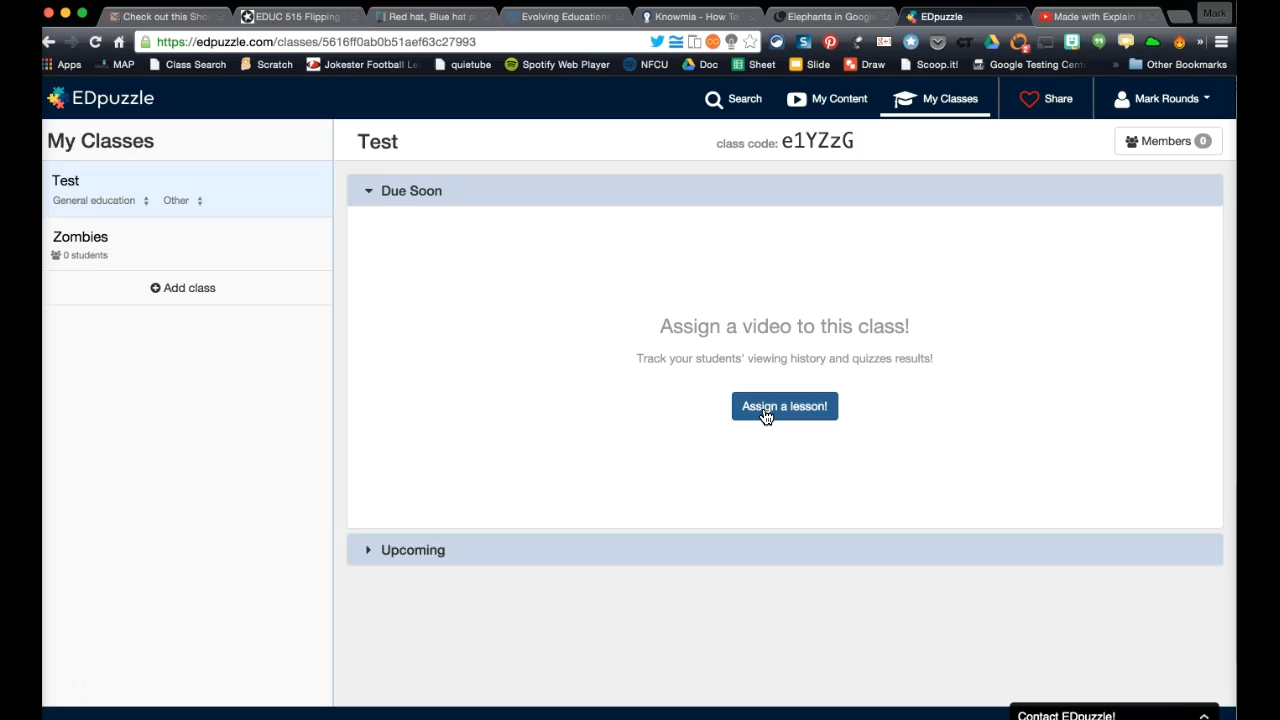 Check out this Sho
EDUC 515 Flipping
Red hat, Blue hat p
Evolving Education
Knowmia - How To
Elephants in Google
EDpuzzle
Made with Explain
Mark
https://edpuzzle.com/classes/5616ff0ab0b51aef63c27993
Apps
MAP
Class Search
Scratch
Jokester Football Le
quietube
Spotify Web Player
NFCU
Doc
Sheet
Slide
Draw
Scoop.it!
Google Testing Cent
»
Other Bookmarks
EDpuzzle
Search
My Content
My Classes
Share
Mark Rounds
My Classes
Test
class code: e1YZzG
Members 0
Test
General education Other
Zombies
0 students
Add class
Due Soon
Assign a video to this class!
Track your students' viewing history and quizzes results!
Assign a lesson!
Upcoming
Contact EDpuzzle!